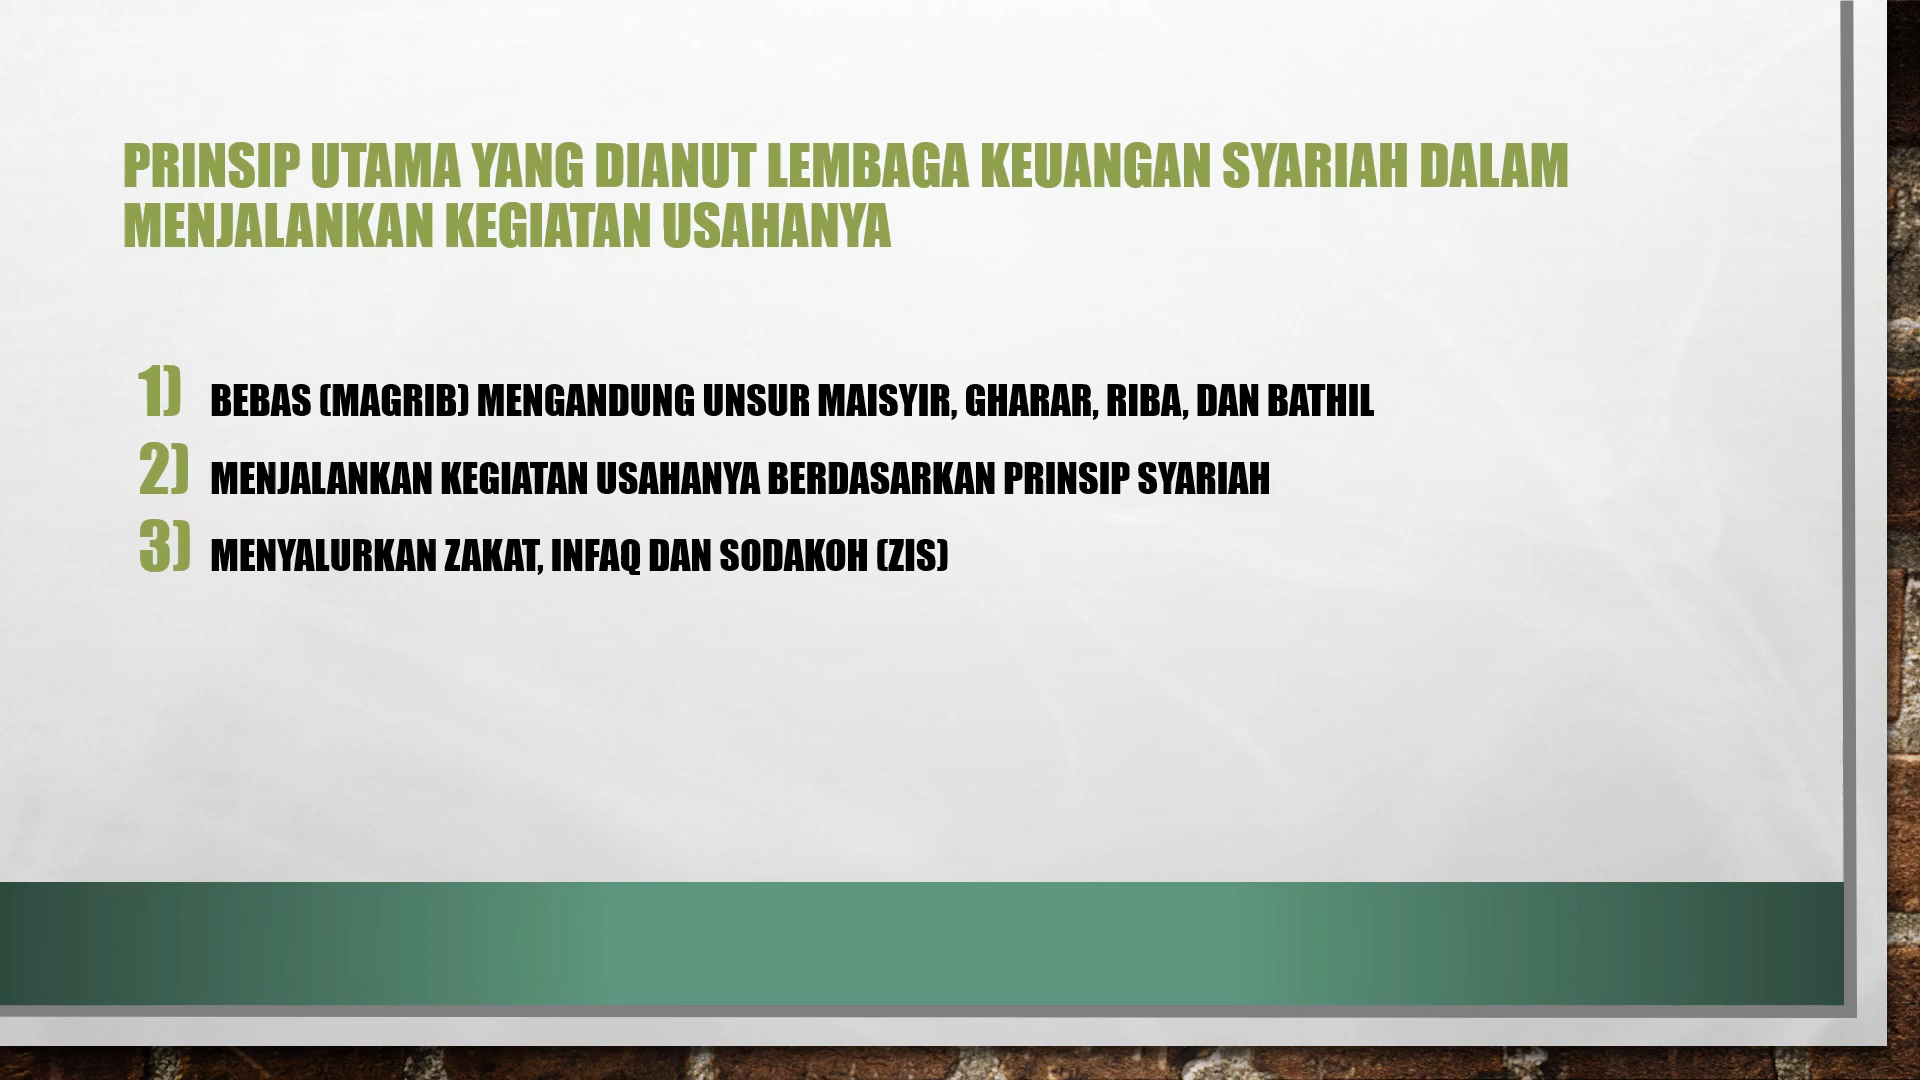 PRINSIP UTAMA YANG DIANUT LEMBAGA KEUANGAN SYARIAH DALAM
MENJALANKAN KEGIATAN USAHANYA
1) BEBAS (MAGRIB) MENGANDUNG UNSUR MAISYIR, GHARAR, RIBA, DAN BATHIL
2) MENJALANKAN KEGIATAN USAHANYA BERDASARKAN PRINSIP SYARIAH
3) MENYALURKAN ZAKAT, INFAQ DAN SODAKOH (ZIS)